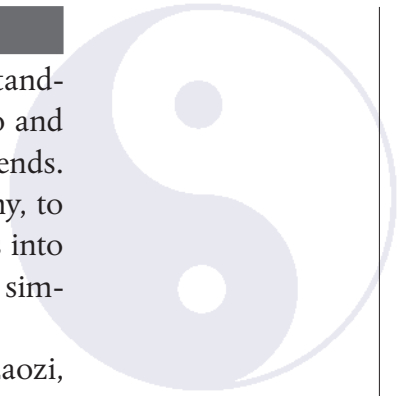 tand-
o and
ends.
ny, to
into
sim-
aozi,